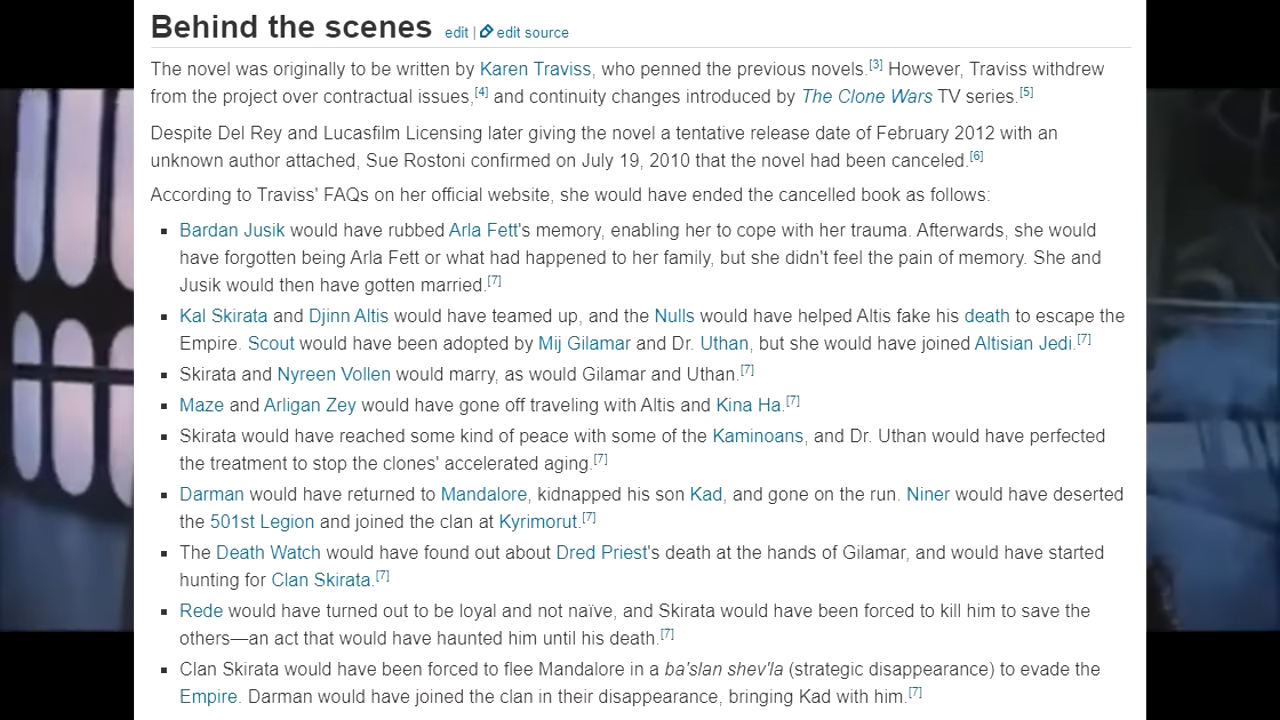 Behind the scenes edit | edit source
The novel was originally to be written by Karen Traviss, who penned the previous novels.[3] However, Traviss withdrew
from the project over contractual issues,[4] and continuity changes introduced by The Clone Wars TV series.[5]
Despite Del Rey and Lucasfilm Licensing later giving the novel a tentative release date of February 2012 with an
unknown author attached, Sue Rostoni confirmed on July 19, 2010 that the novel had been canceled.[6]
According to Traviss' FAQs on her official website, she would have ended the cancelled book as follows:
▪ Bardan Jusik would have rubbed Arla Fett's memory, enabling her to cope with her trauma. Afterwards, she would
have forgotten being Arla Fett or what had happened to her family, but she didn't feel the pain of memory. She and
Jusik would then have gotten married.[7]
▪ Kal Skirata and Djinn Altis would have teamed up, and the Nulls would have helped Altis fake his death to escape the
Empire. Scout would have been adopted by Mij Gilamar and Dr. Uthan, but she would have joined Altisian Jedi.[7]
▪ Skirata and Nyreen Vollen would marry, as would Gilamar and Uthan.[7]
▪ Maze and Arligan Zey would have gone off traveling with Altis and Kina Ha.[7]
▪ Skirata would have reached some kind of peace with some of the Kaminoans, and Dr. Uthan would have perfected
the treatment to stop the clones' accelerated aging.[7]
▪ Darman would have returned to Mandalore, kidnapped his son Kad, and gone on the run. Niner would have deserted
the 501st Legion and joined the clan at Kyrimorut.[7]
▪ The Death Watch would have found out about Dred Priest's death at the hands of Gilamar, and would have started
hunting for Clan Skirata.[7]
▪ Rede would have turned out to be loyal and not naïve, and Skirata would have been forced to kill him to save the
others—an act that would have haunted him until his death.[7]
▪ Clan Skirata would have been forced to flee Mandalore in a ba'slan shev'la (strategic disappearance) to evade the
Empire. Darman would have joined the clan in their disappearance, bringing Kad with him.[7]